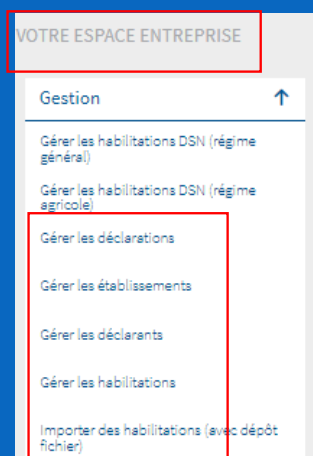 VOTRE ESPACE ENTREPRISE
Gestion
Gérer les habilitations DSN (régime
général)
Gérer les habilitations DSN (régime
agricole)
Gérer les déclarations
Gérer les établissements
Gérer les déclarants
Gérer les habilitations
Importer des habilitations (avec dépôt
fichier)